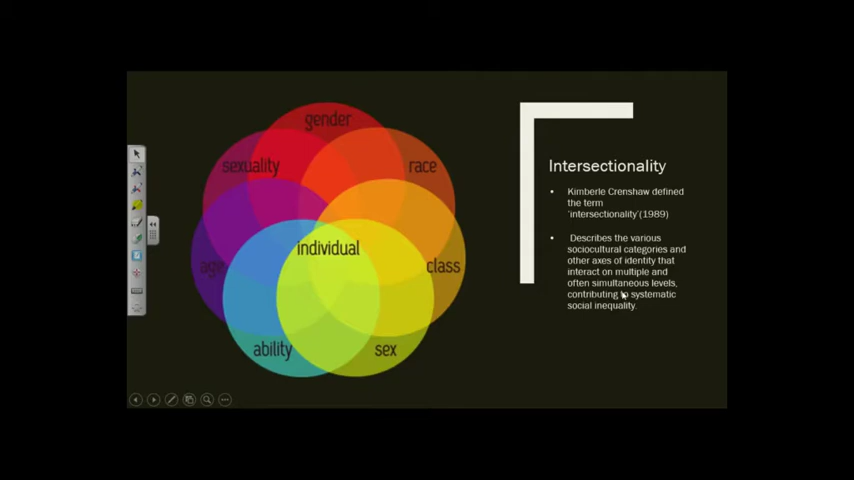 gender
sexuality
race
individual
age
class
ability
sex
Intersectionality
Kimberle Crenshaw defined
the term
‘intersectionality’(1989)
Describes the various
sociocultural categories and
other axes of identity that
interact on multiple and
often simultaneous levels,
contributing to systematic
social inequality.